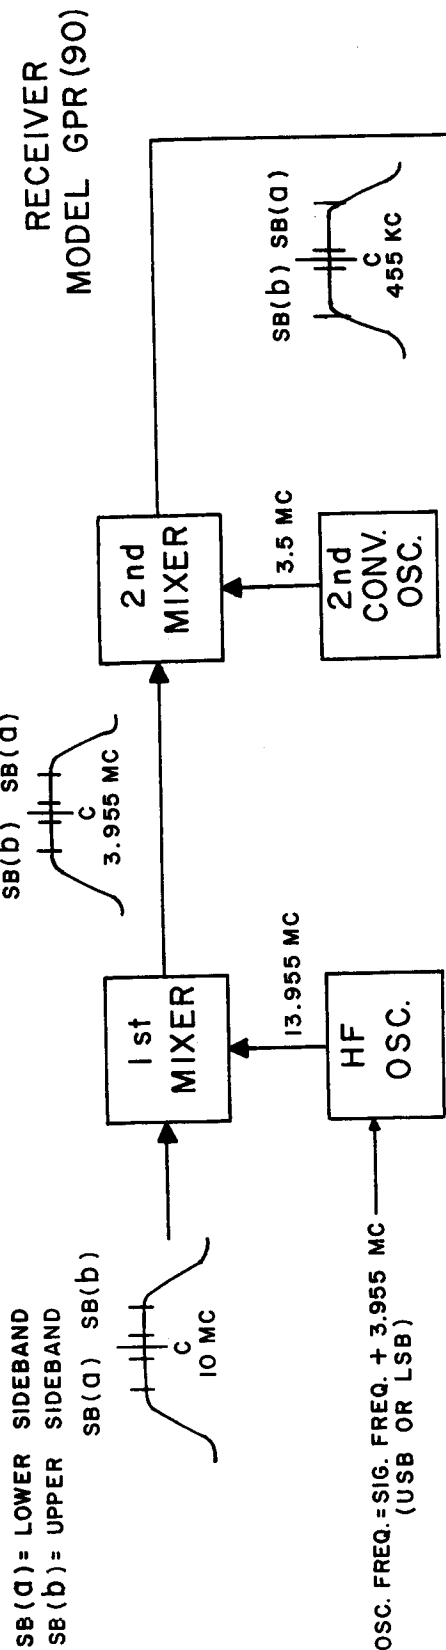 RECEIVER
MODEL GPR (90)
SB(a) = LOWER SIDEBAND
SB(b) = UPPER SIDEBAND
SB(a) SB(b)
C
10 MC
1st
MIXER
13.955 MC
HF
OSC.
OSC. FREQ. = SIG. FREQ. + 3.955 MC
(USB OR LSB)
SB(b) SB(a)
C
3.955 MC
2nd
MIXER
3.5 MC
2nd
CONV.
OSC.
SB(b) SB(a)
C
455 KC